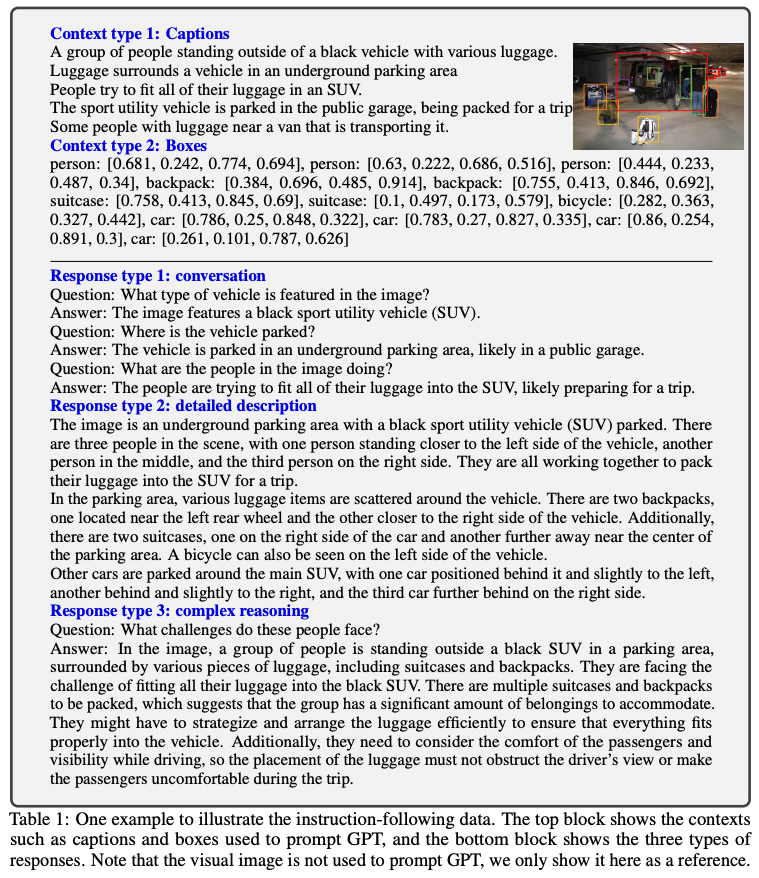 Context type 1: Captions
A group of people standing outside of a black vehicle with various luggage.
Luggage surrounds a vehicle in an underground parking area
People try to fit all of their luggage in an SUV.
The sport utility vehicle is parked in the public garage, being packed for a trip
Some people with luggage near a van that is transporting it.
Context type 2: Boxes
person: [0.681, 0.242, 0.774, 0.694], person: [0.63, 0.222, 0.686, 0.516], person: [0.444, 0.233,
0.487, 0.34], backpack: [0.384, 0.696, 0.485, 0.914], backpack: [0.755, 0.413, 0.846, 0.692],
suitcase: [0.758, 0.413, 0.845, 0.69], suitcase: [0.1, 0.497, 0.173, 0.579], bicycle: [0.282, 0.363,
0.327, 0.442], car: [0.786, 0.25, 0.848, 0.322], car: [0.783, 0.27, 0.827, 0.335], car: [0.86, 0.254,
0.891, 0.3], car: [0.261, 0.101, 0.787, 0.626]
Response type 1: conversation
Question: What type of vehicle is featured in the image?
Answer: The image features a black sport utility vehicle (SUV).
Question: Where is the vehicle parked?
Answer: The vehicle is parked in an underground parking area, likely in a public garage.
Question: What are the people in the image doing?
Answer: The people are trying to fit all of their luggage into the SUV, likely preparing for a trip.
Response type 2: detailed description
The image is an underground parking area with a black sport utility vehicle (SUV) parked. There
are three people in the scene, with one person standing closer to the left side of the vehicle, another
person in the middle, and the third person on the right side. They are all working together to pack
their luggage into the SUV for a trip.
In the parking area, various luggage items are scattered around the vehicle. There are two backpacks,
one located near the left rear wheel and the other closer to the right side of the vehicle. Additionally,
there are two suitcases, one on the right side of the car and another further away near the center of
the parking area. A bicycle can also be seen on the left side of the vehicle.
Other cars are parked around the main SUV, with one car positioned behind it and slightly to the left,
another behind and slightly to the right, and the third car further behind on the right side.
Response type 3: complex reasoning
Question: What challenges do these people face?
Answer: In the image, a group of people is standing outside a black SUV in a parking area,
surrounded by various pieces of luggage, including suitcases and backpacks. They are facing the
challenge of fitting all their luggage into the black SUV. There are multiple suitcases and backpacks
to be packed, which suggests that the group has a significant amount of belongings to accommodate.
They might have to strategize and arrange the luggage efficiently to ensure that everything fits
properly into the vehicle. Additionally, they need to consider the comfort of the passengers and
visibility while driving, so the placement of the luggage must not obstruct the driver's view or make
the passengers uncomfortable during the trip.
Table 1: One example to illustrate the instruction-following data. The top block shows the contexts
such as captions and boxes used to prompt GPT, and the bottom block shows the three types of
responses. Note that the visual image is not used to prompt GPT, we only show it here as a reference.